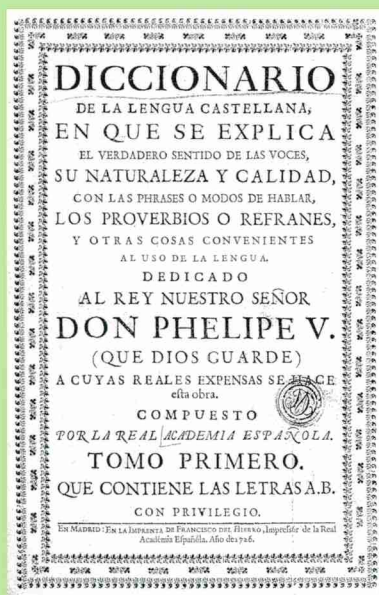 DICCIONARIO
DE LA LENGUA CASTELLANA,
EN QUE SE EXPLICA
EL VERDADERO SENTIDO DE LAS VOCES,
SU NATURALEZA Y CALIDAD,
CON LAS PHRASES O MODOS DE HABLAR,
LOS PROVERBIOS O REFRANES,
Y OTRAS COSAS CONVENIENTES
AL USO DE LA LENGUA.
DEDICADO
AL REY NUESTRO SEÑOR
DON PHELIPE V.
(QUE DIOS GUARDE)
A CUYAS REALES EXPENSAS SE HACE
esta obra.
COMPUESTO
POR LA REAL ACADEMIA ESPAÑOLA.
TOMO PRIMERO.
QUE CONTIENE LAS LETRAS A.B.
CON PRIVILEGIO.
EN MADRID: EN LA IMPRENTA DE FRANCISCO DEL HIERRO, Impressór de la Real
Académia Españóla. Año de 1726.